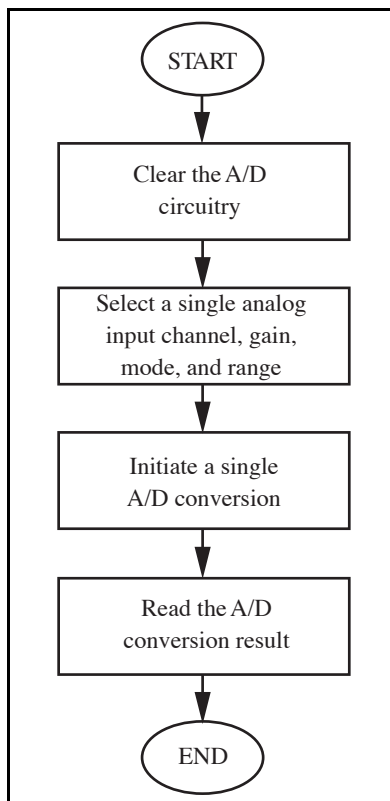 START
Clear the A/D
circuitry
Select a single analog
input channel, gain,
mode, and range
Initiate a single
A/D conversion
Read the A/D
conversion result
END